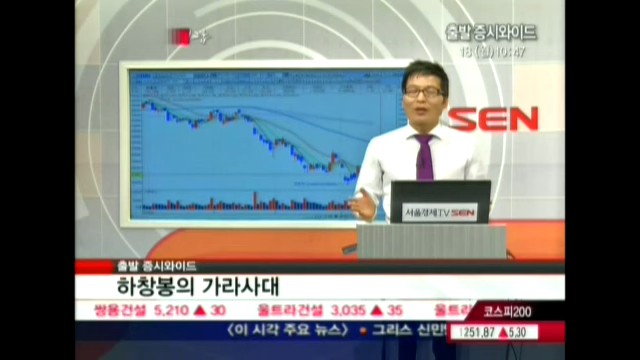 출발 증시와이드
18 (월) 10:47
SEN
서울경제TV SEN
출발 증시와이드
하창봉의 가라사대
쌍용건설 5,210 ▲ 30 울트라건설 3,035 ▲ 35 울트라
코스피200
<이 시각 주요 뉴스> • 그리스 신민
251.87 ▲ 5.30